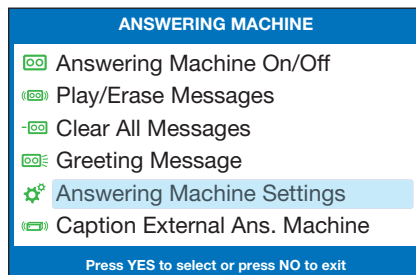 ANSWERING MACHINE
Answering Machine On/Off
Play/Erase Messages
Clear All Messages
Greeting Message
Answering Machine Settings
Caption External Ans. Machine
Press YES to select or press NO to exit